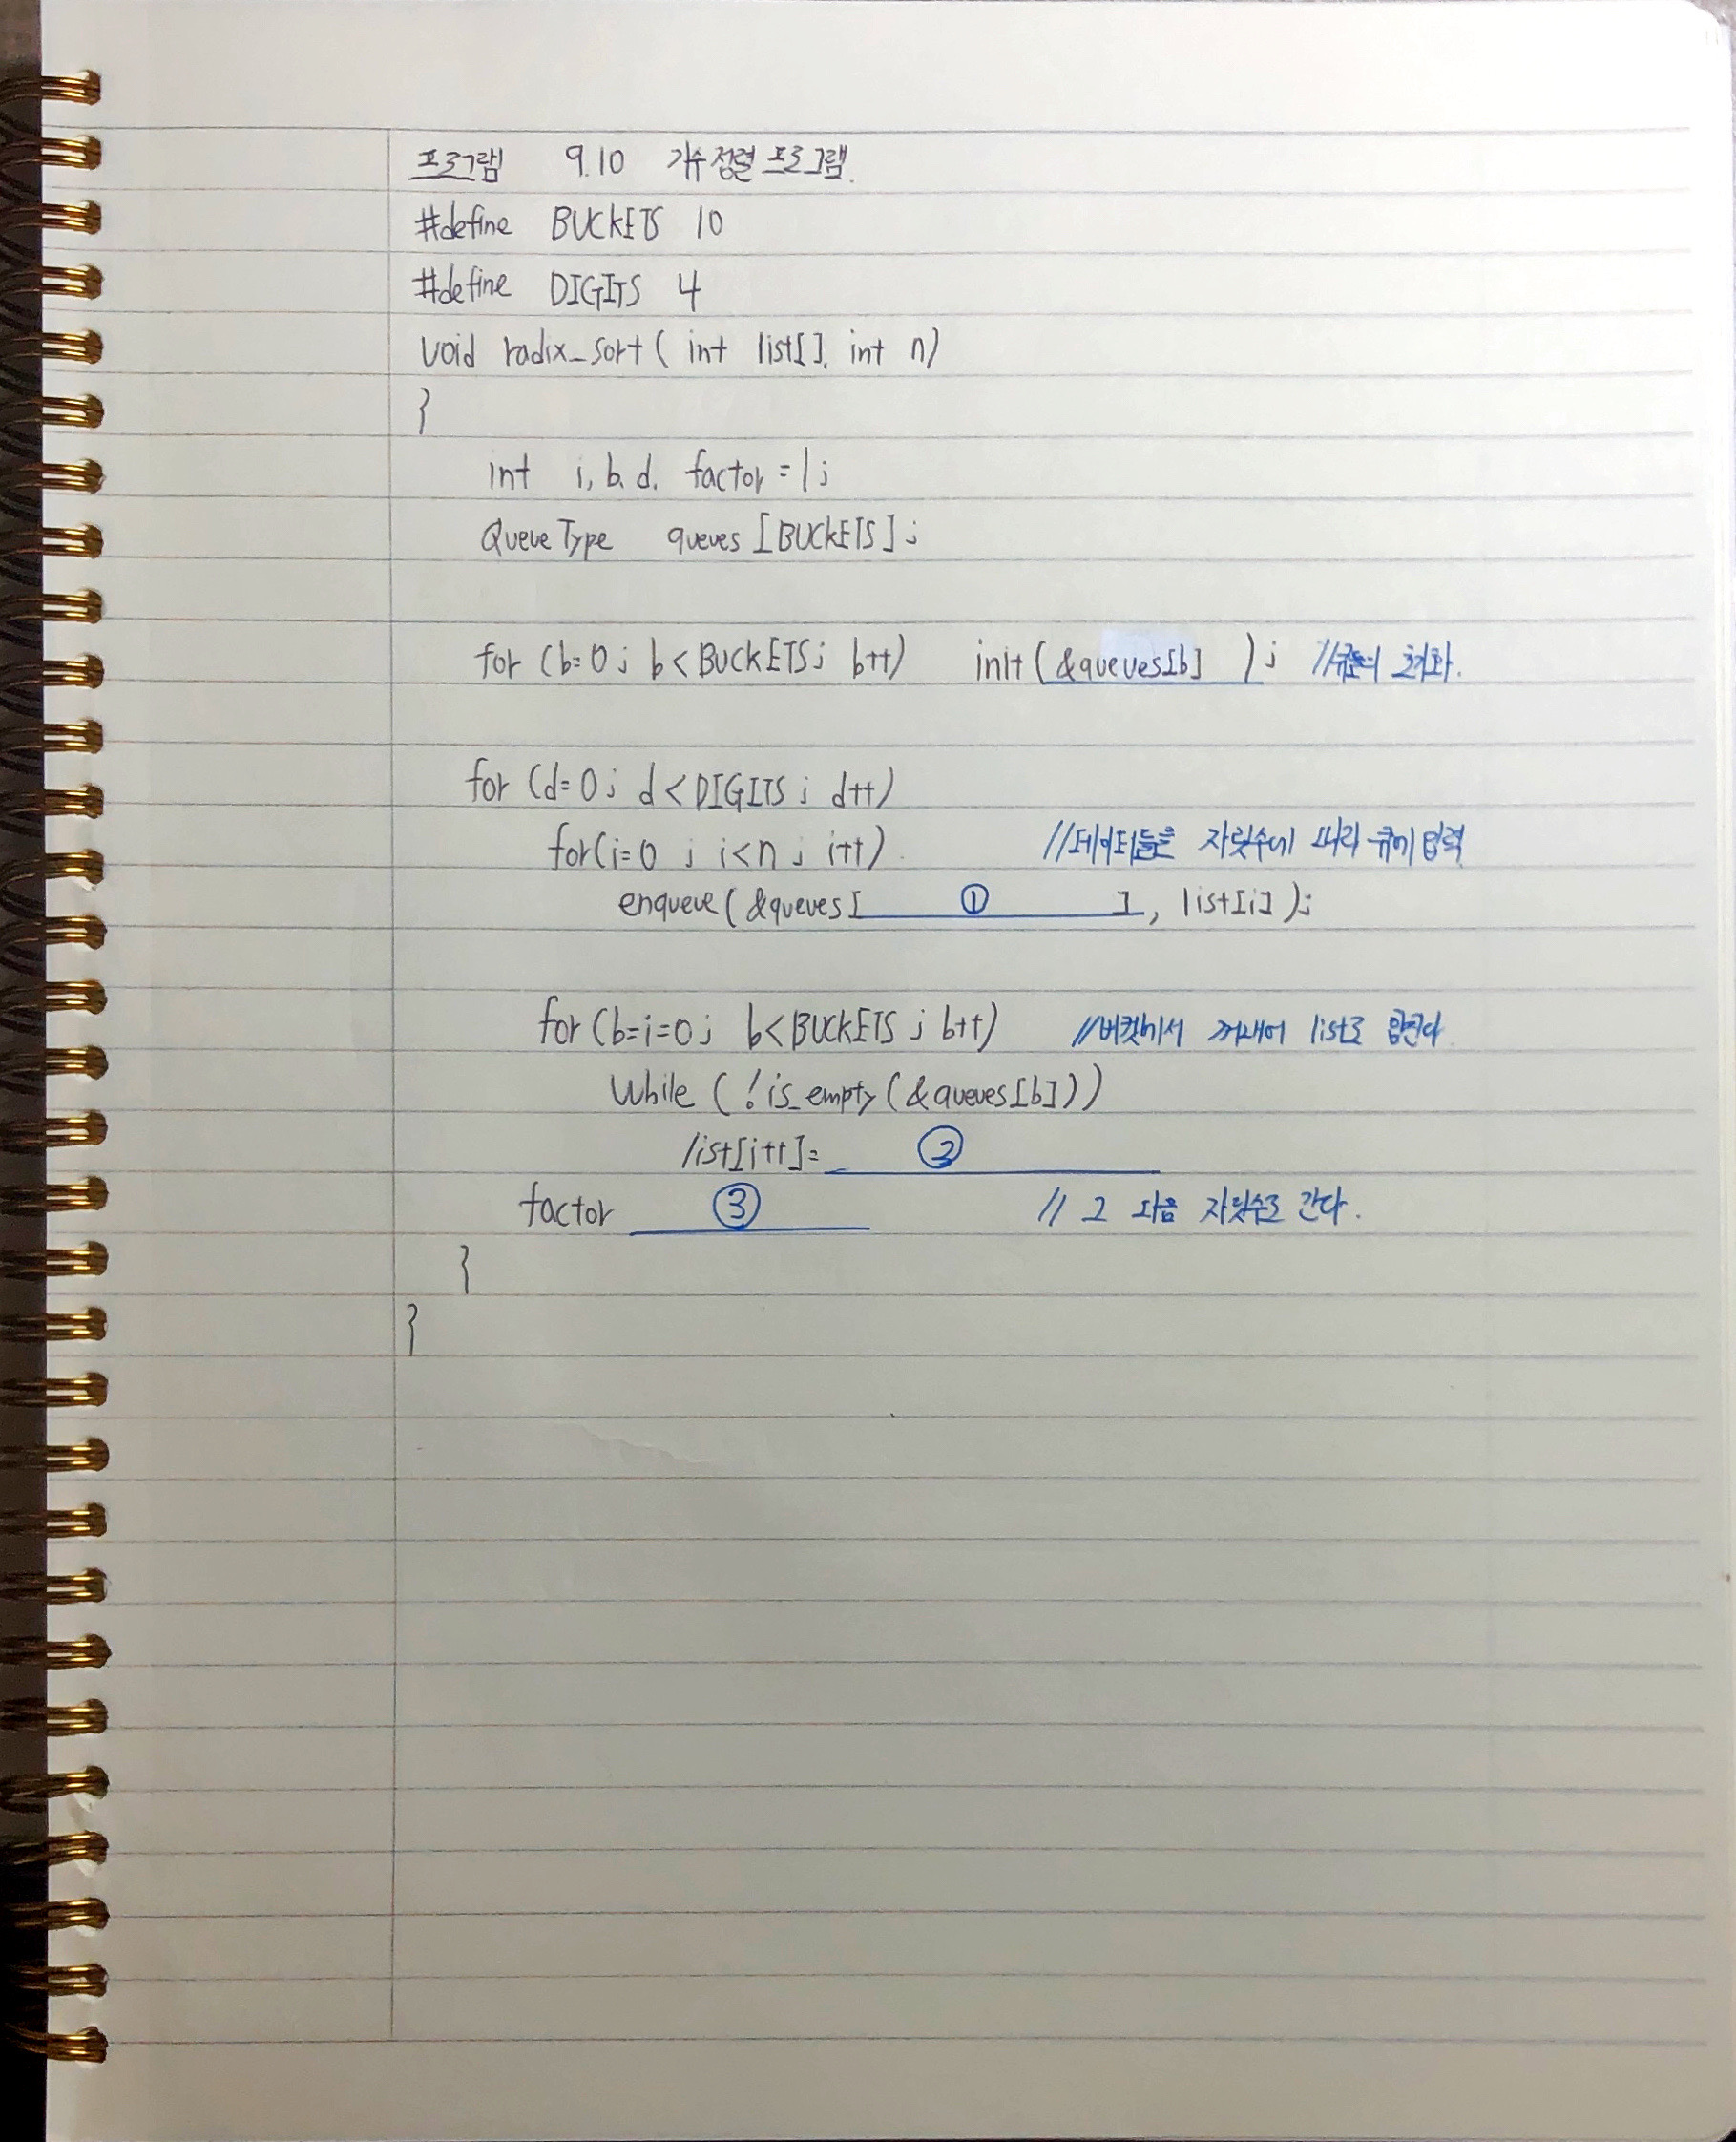 프로그램 9.10 기수정렬 프로그램.
#define BUCKETS 10
#define DIGITS 4
void radix_sort( int list[], int n)
}
int i, b, d, factor=1;
QueueType queues[BUCKETS];
for (b=0; b<BUCKETS; b++) init(&queues[b] ); //큐들의 초기화.
for (d=0; d<DIGITS; d++)
for(i=0; i<n; i++) //데이터들을 자릿수에 따라 큐에 입력
enqueue( &queues[ ① ], list[i] );
for (b=i=0; b<BUCKETS; b++) //버킷에서 꺼내어 list로 합친다
while ( !is_empty(&queues[b]))
list[i++]= ②
factor ③ // 그 다음 자릿수로 간다.
}
}